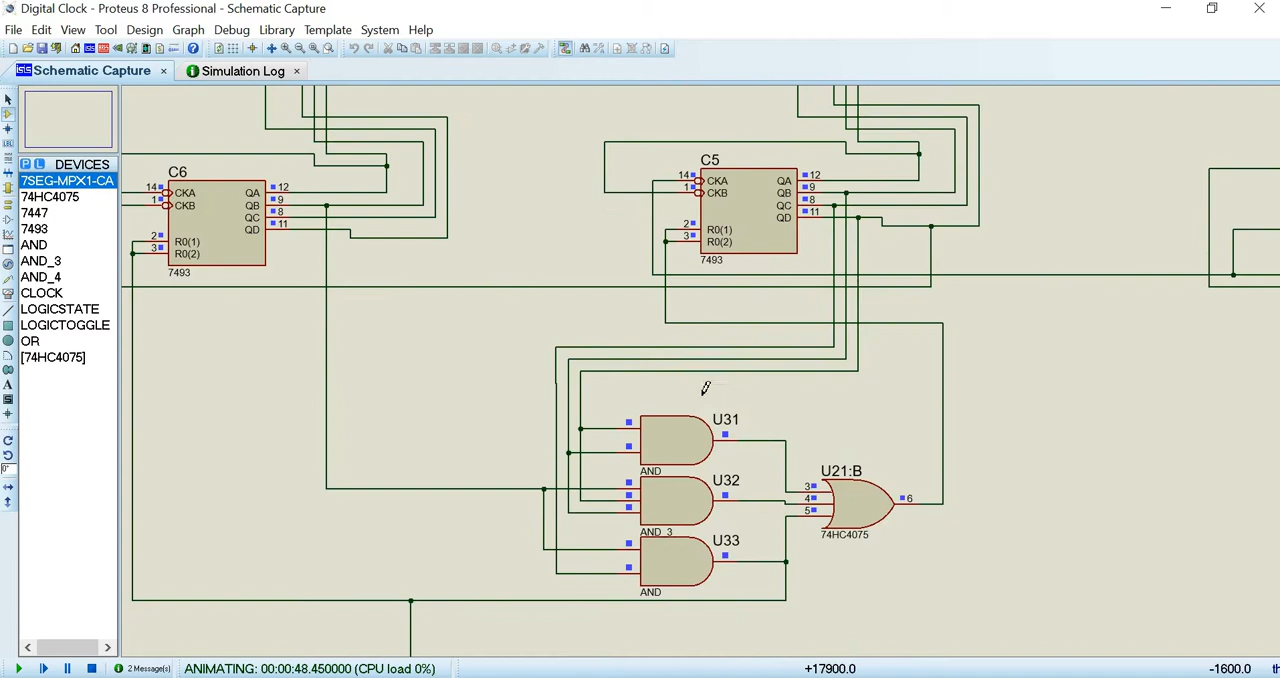 Digital Clock - Proteus 8 Professional - Schematic Capture
File Edit View Tool Design Graph Debug Library Template System Help
Schematic Capture × Simulation Log ×
P L DEVICES
7SEG-MPX1-CA
74HC4075
7447
7493
AND
AND_3
AND_4
CLOCK
LOGICSTATE
LOGICTOGGLE
OR
[74HC4075]
C6
14 CKA QA 12
1 CKB QB 9
QC 8
QD 11
2 R0(1)
3 R0(2)
7493
C5
14 CKA QA 12
1 CKB QB 9
QC 8
QD 11
2 R0(1)
3 R0(2)
7493
U31
AND
U32
AND_3
U33
AND
U21:B
3
4
5
6
74HC4075
2 Message(s) ANIMATING: 00:00:48.450000 (CPU load 0%) +17900.0 -1600.0 th